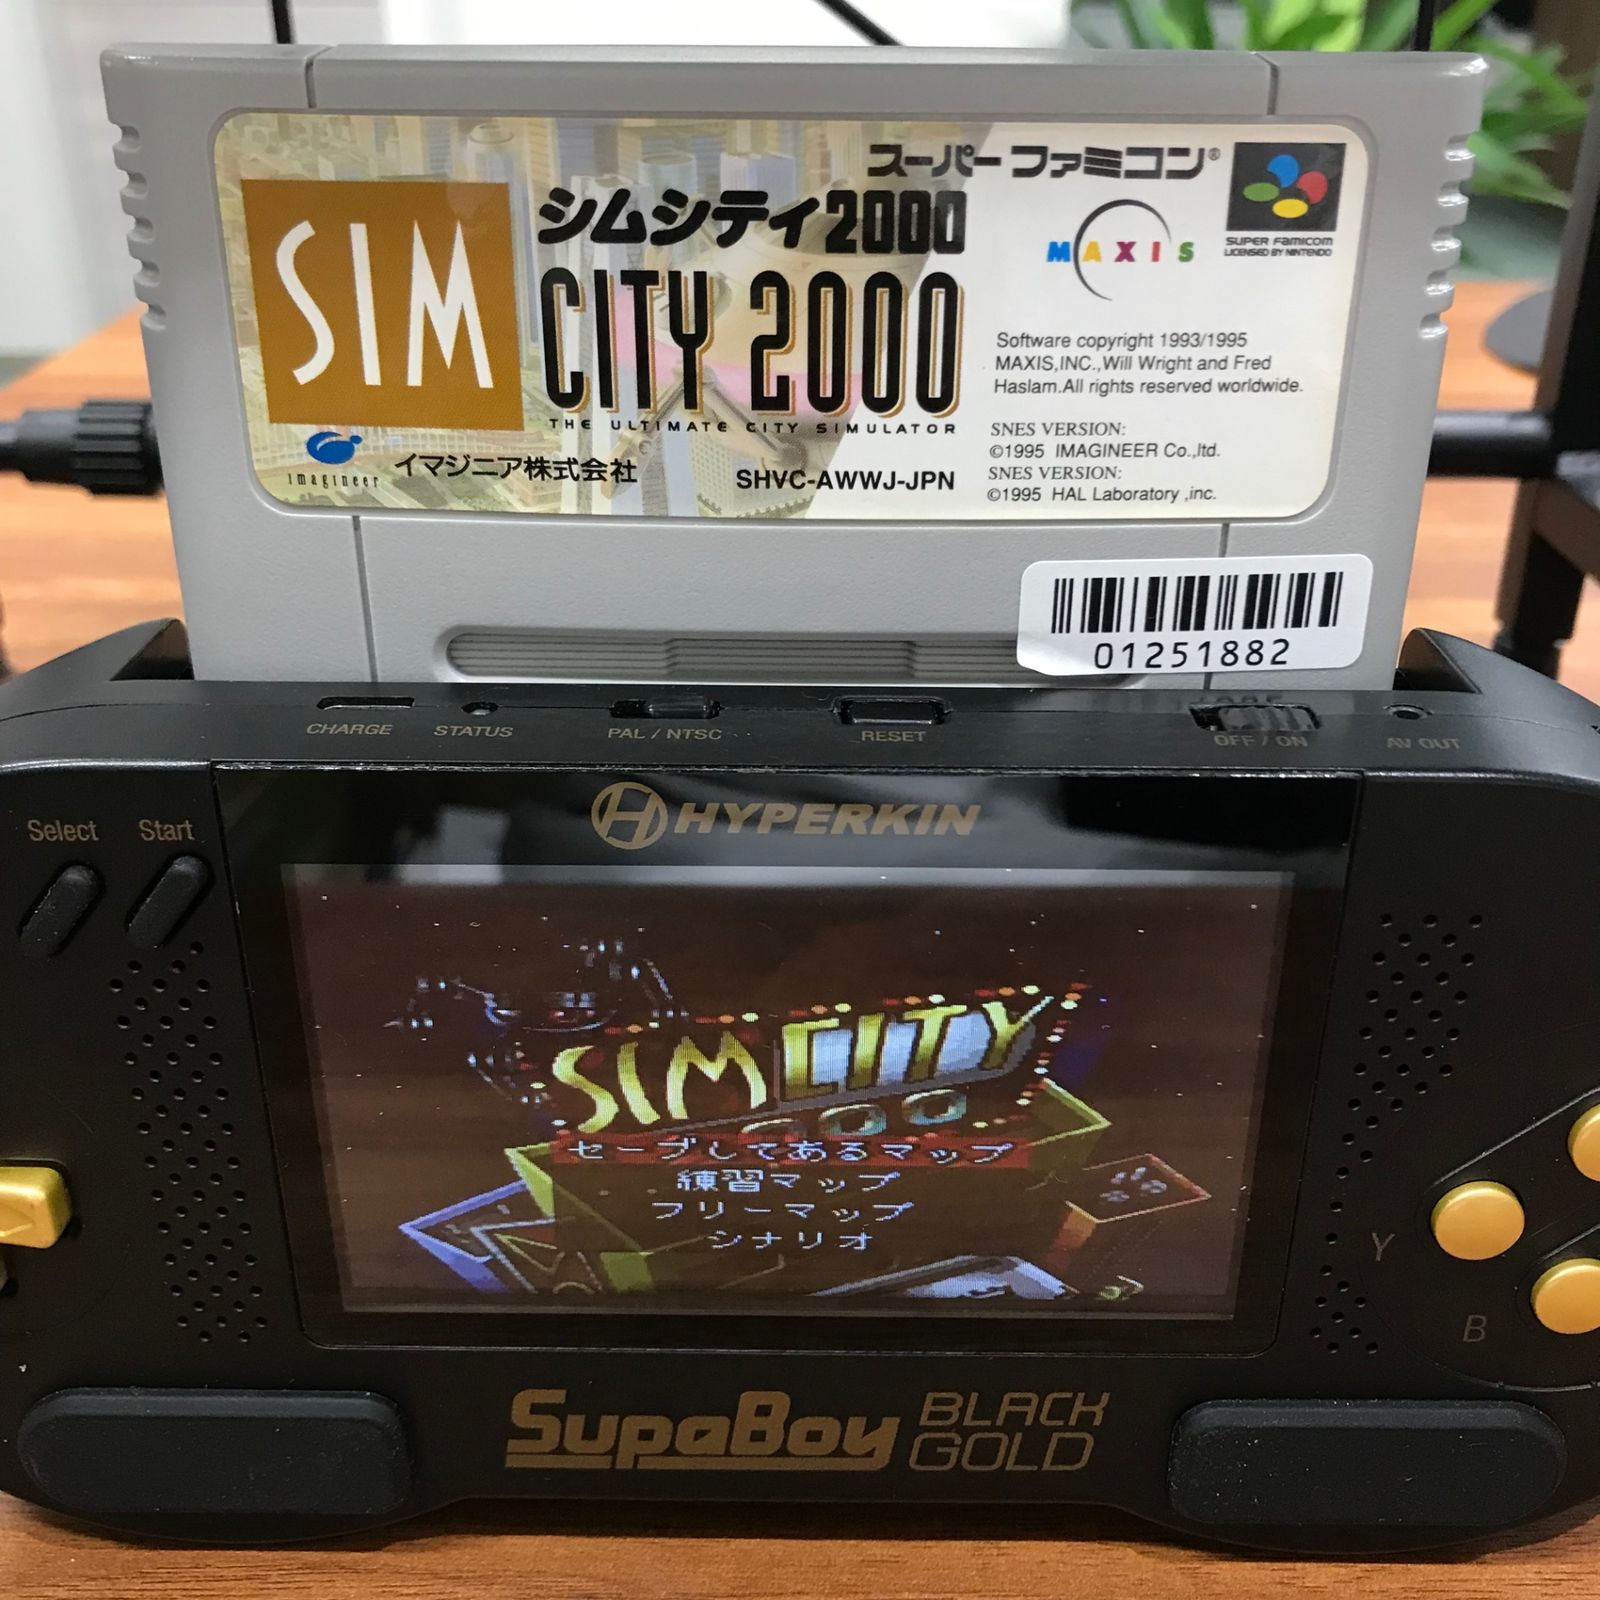 スーパーファミコン®
SIM
シムシティ2000
CITY 2000
THE ULTIMATE CITY SIMULATOR
MAXIS
SUPER FAMICOM
LICENSED BY NINTENDO
Software copyright 1993/1995
MAXIS,INC.,Will Wright and Fred
Haslam.All rights reserved worldwide.
SNES VERSION:
©1995 IMAGINEER Co.,ltd.
SNES VERSION:
©1995 HAL Laboratory ,inc.
imagineer
イマジニア株式会社
SHVC-AWWJ-JPN
01251882
CHARGE
STATUS
PAL / NTSC
RESET
OFF / ON
AV OUT
HYPERKIN
Select
Start
SIMCITY
セーブしてあるマップ
練習マップ
フリーマップ
シナリオ
Y
B
SupaBoy BLACK
GOLD